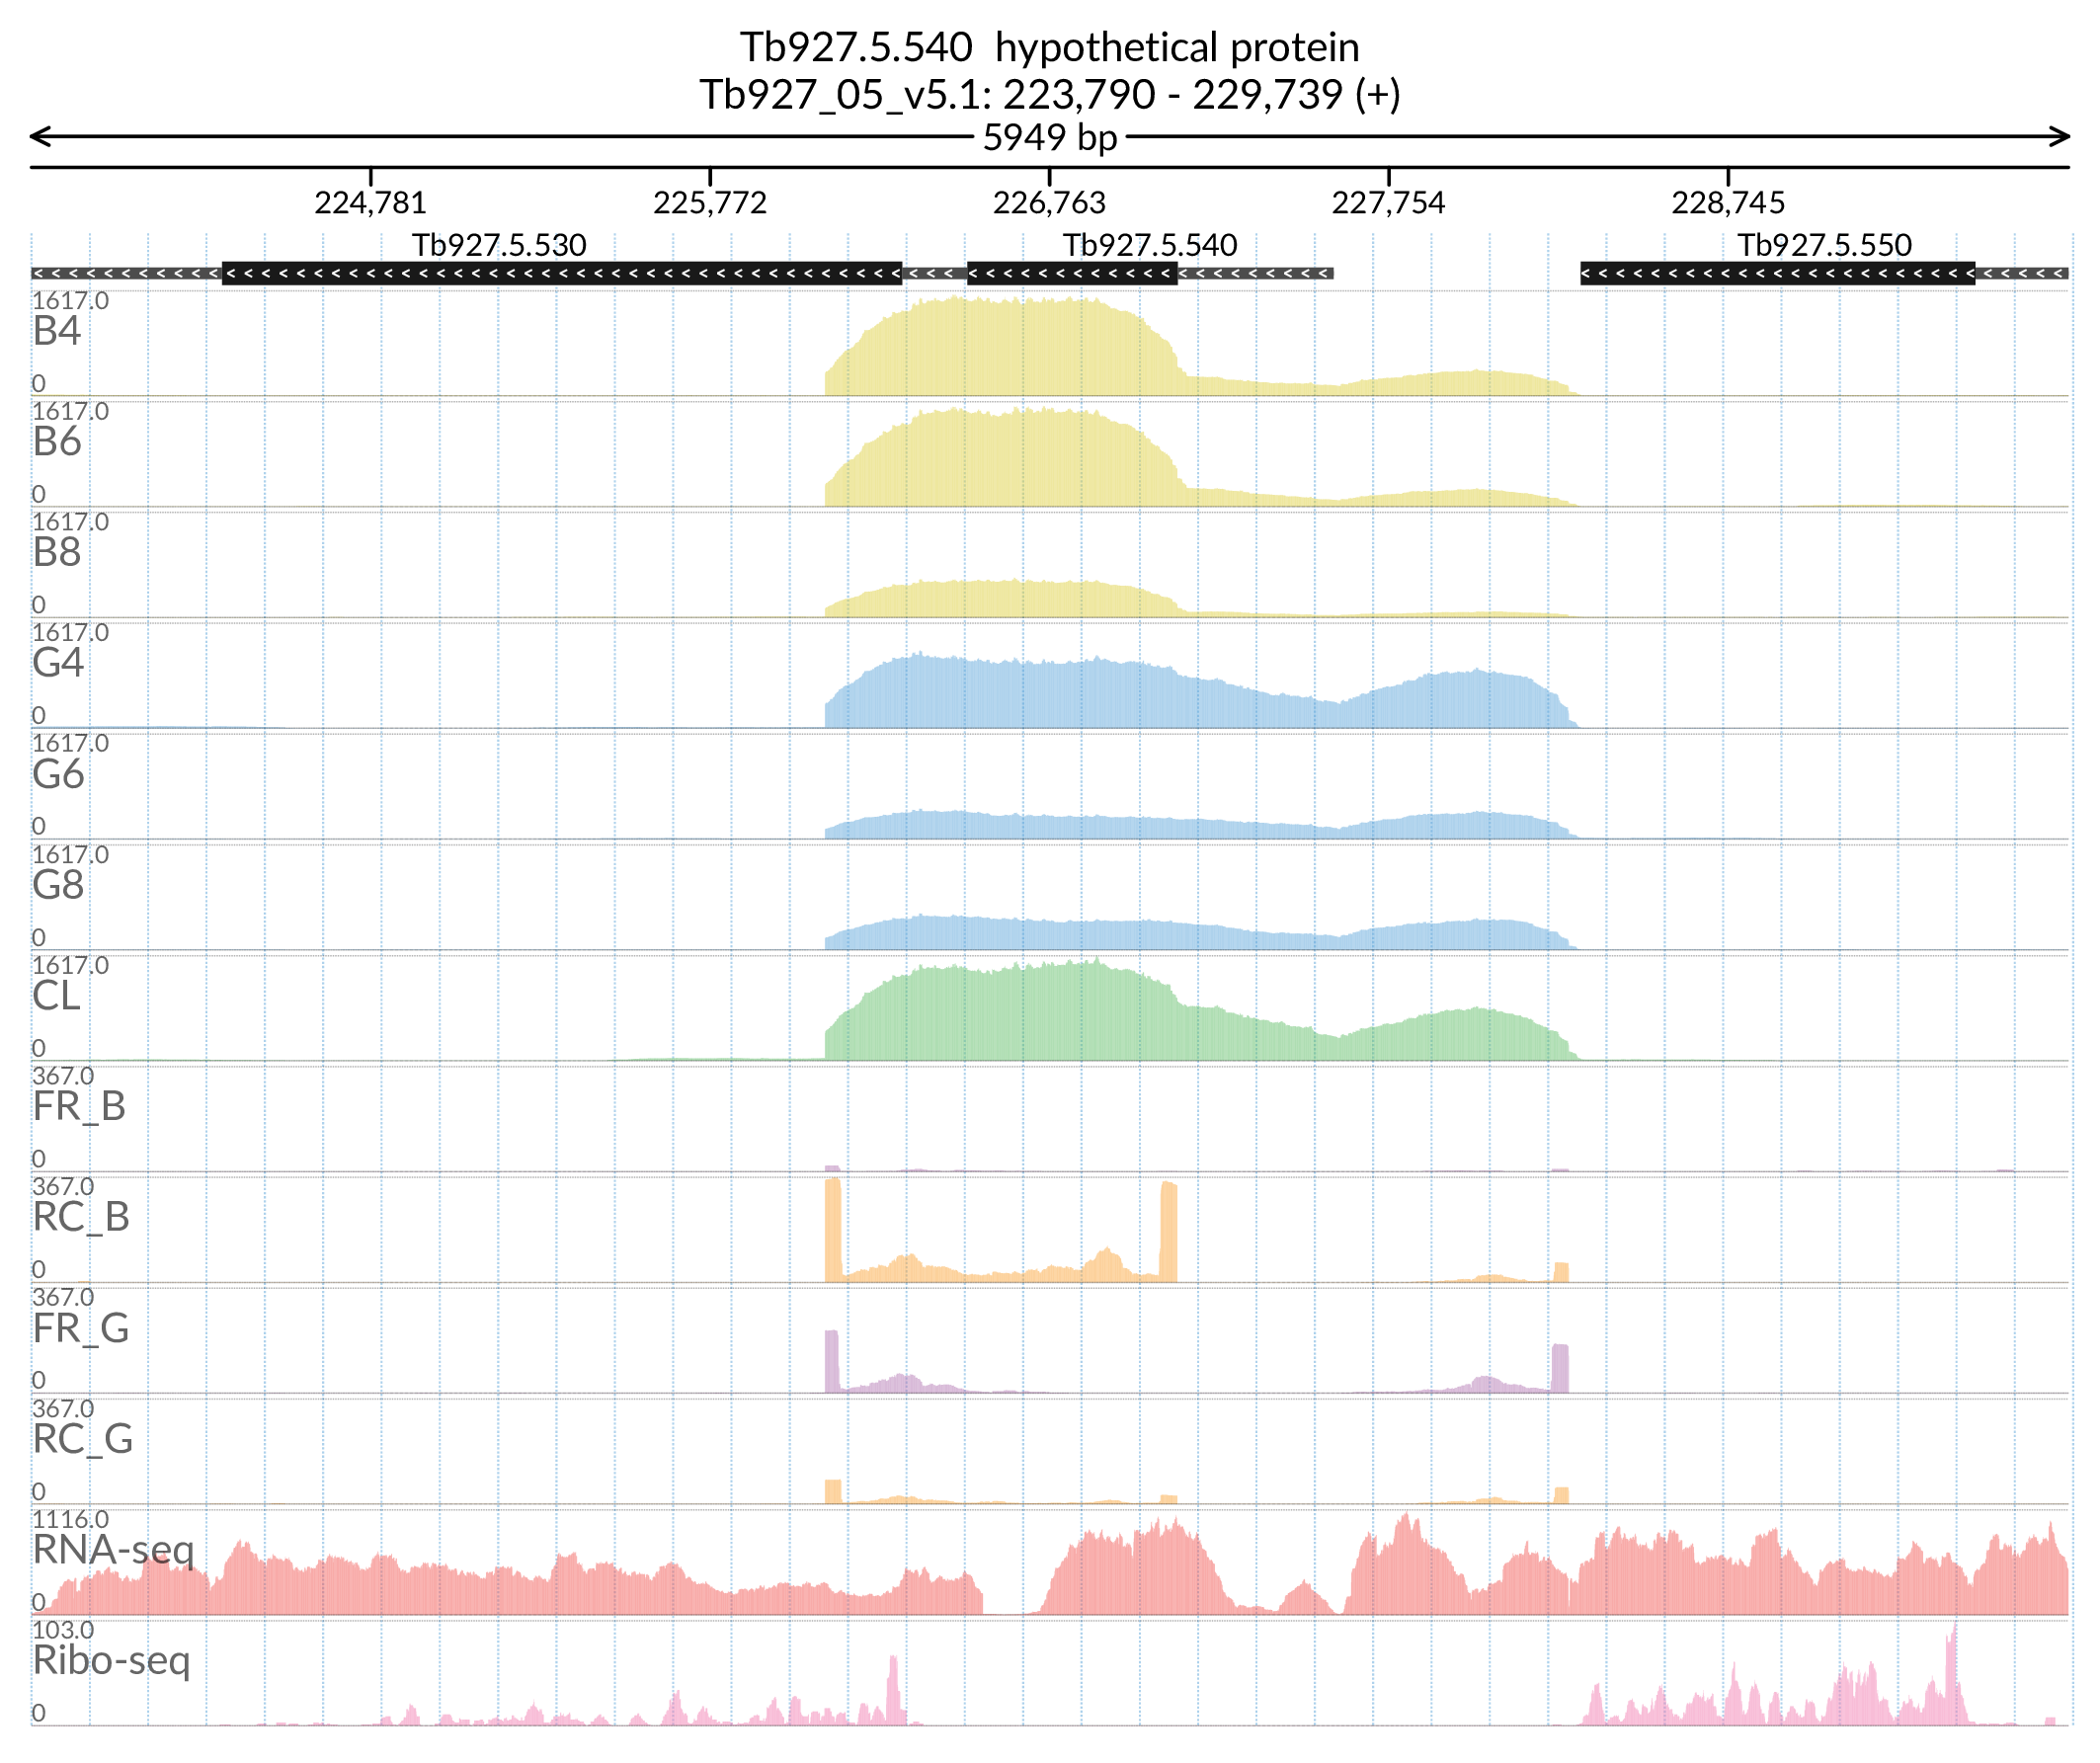 Tb927.5.540  hypothetical protein
Tb927_05_v5.1: 223,790 - 229,739 (+)
5949 bp
224,781 225,772 226,763 227,754 228,745
Tb927.5.530 Tb927.5.540 Tb927.5.550
1617.0
B4
0
1617.0
B6
0
1617.0
B8
0
1617.0
G4
0
1617.0
G6
0
1617.0
G8
0
1617.0
CL
0
367.0
FR_B
0
367.0
RC_B
0
367.0
FR_G
0
367.0
RC_G
0
1116.0
RNA-seq
0
103.0
Ribo-seq
0